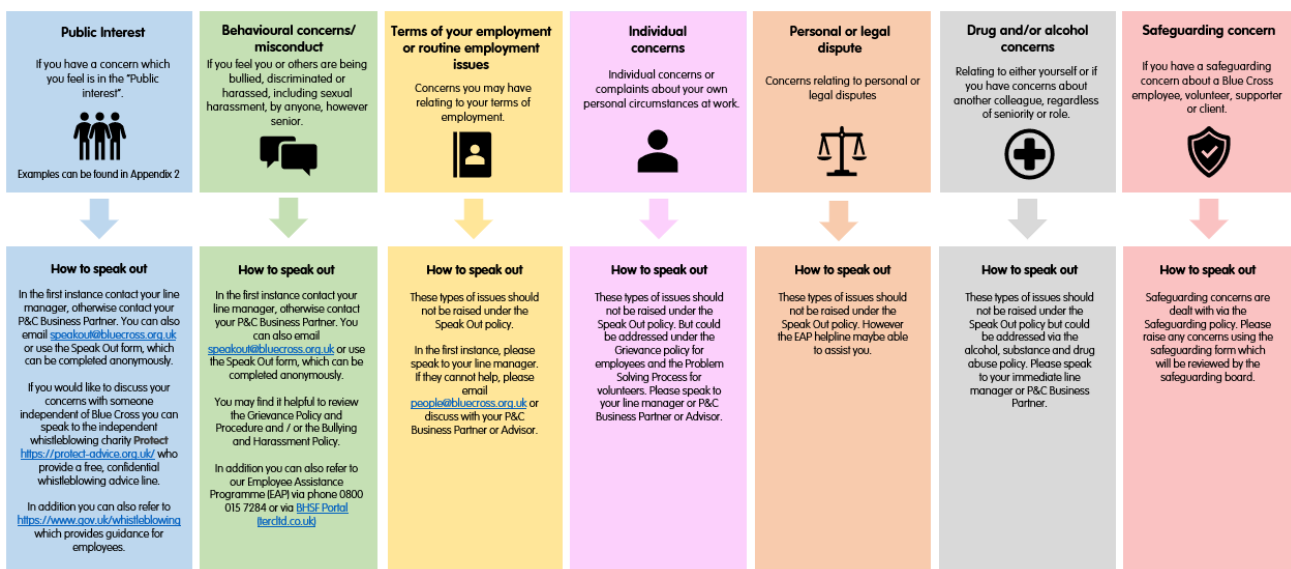 Public Interest
If you have a concern which
you feel is in the "Public
interest".
Examples can be found in Appendix 2
Behavioural concerns/
misconduct
If you feel you or others are being
bullied, discriminated or
harassed, including sexual
harassment, by anyone, however
senior.
Terms of your employment
or routine employment
issues
Concerns you may have
relating to your terms of
employment.
Individual
concerns
Individual concerns or
complaints about your own
personal circumstances at work.
Personal or legal
dispute
Concerns relating to personal or
legal disputes
Drug and/or alcohol
concerns
Relating to either yourself or if
you have concerns about
another colleague, regardless
of seniority or role.
Safeguarding concern
If you have a safeguarding
concern about a Blue Cross
employee, volunteer, supporter
or client.
How to speak out
In the first instance contact your line
manager, otherwise contact your
P&C Business Partner. You can also
email speakout@bluecross.org.uk
or use the Speak Out form, which
can be completed anonymously.
If you would like to discuss your
concerns with someone
independent of Blue Cross you can
speak to the independent
whistleblowing charity Protect
https://protect-advice.org.uk/ who
provide a free, confidential
whistleblowing advice line.
In addition you can also refer to
https://www.gov.uk/whistleblowing
which provides guidance for
employees.
How to speak out
In the first instance contact your
line manager, otherwise contact
your P&C Business Partner. You
can also email
speakout@bluecross.org.uk or use
the Speak Out form, which can be
completed anonymously.
You may find it helpful to review
the Grievance Policy and
Procedure and / or the Bullying
and Harassment Policy.
In addition you can also refer to
our Employee Assistance
Programme (EAP) via phone 0800
015 7284 or via BHSF Portal
(tercltd.co.uk)
How to speak out
These types of issues should
not be raised under the
Speak Out policy.
In the first instance, please
speak to your line manager.
If they cannot help, please
email
people@bluecross.org.uk or
discuss with your P&C
Business Partner or Advisor.
How to speak out
These types of issues should
not be raised under the
Speak Out policy. But could
be addressed under the
Grievance policy for
employees and the Problem
Solving Process for
volunteers. Please speak to
your line manager or P&C
Business Partner or Advisor.
How to speak out
These types of issues should
not be raised under the
Speak Out policy. However
the EAP helpline maybe able
to assist you.
How to speak out
These types of issues should
not be raised under the
Speak Out policy but could
be addressed via the
alcohol, substance and drug
abuse policy. Please speak
to your immediate line
manager or P&C Business
Partner.
How to speak out
Safeguarding concerns are
dealt with via the
Safeguarding policy. Please
raise any concerns using the
safeguarding form which
will be reviewed by the
safeguarding board.